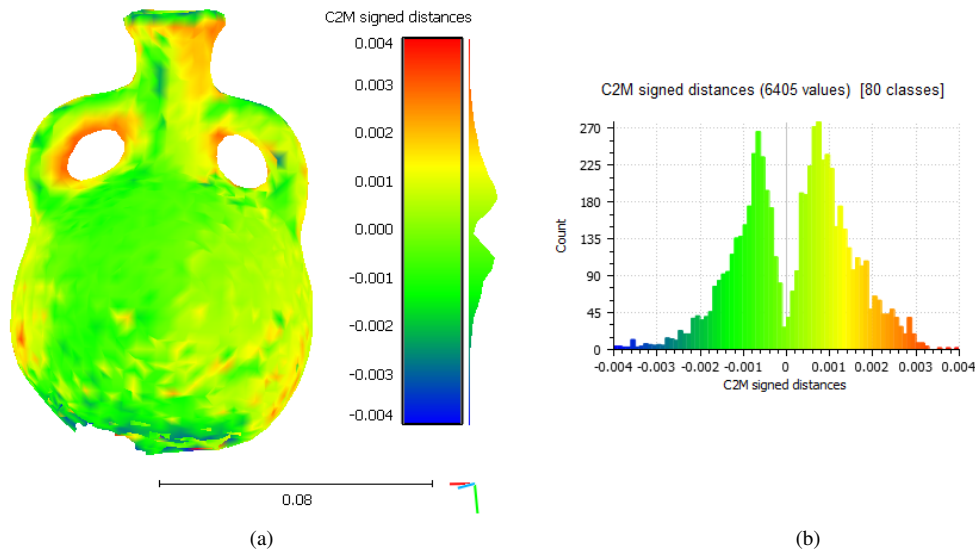 C2M signed distances
0.004
0.003
0.002
0.001
0.000
-0.001
-0.002
-0.003
-0.004
0.08
(a)
C2M signed distances (6405 values) [80 classes]
270
225
180
135
90
45
0
Count
-0.004 -0.003 -0.002 -0.001 0 0.001 0.002 0.003 0.004
C2M signed distances
(b)